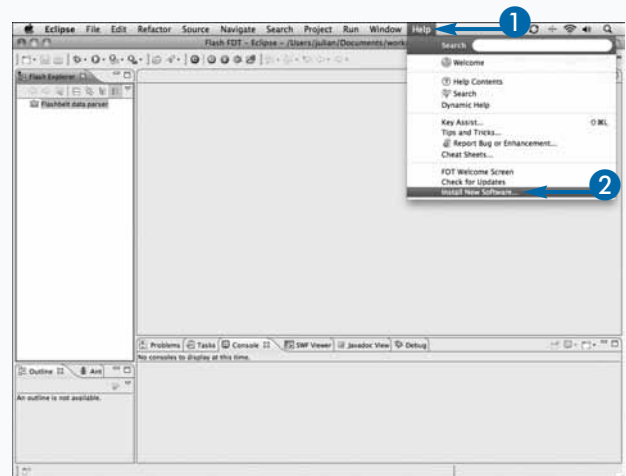 Eclipse File Edit Refactor Source Navigate Search Project Run Window Help
1
Flash FDT - Eclipse - /Users/julian/Documents/works
Search
Welcome
Help Contents
Search
Dynamic Help
Key Assist... ⇧⌘L
Tips and Tricks...
Report Bug or Enhancement...
Cheat Sheets...
FDT Welcome Screen
Check for Updates
Install New Software...
2
Flash Explorer
Flashbelt data parser
Problems Tasks Console SWF Viewer Javadoc View Debug
No consoles to display at this time.
Outline Ant
An outline is not available.